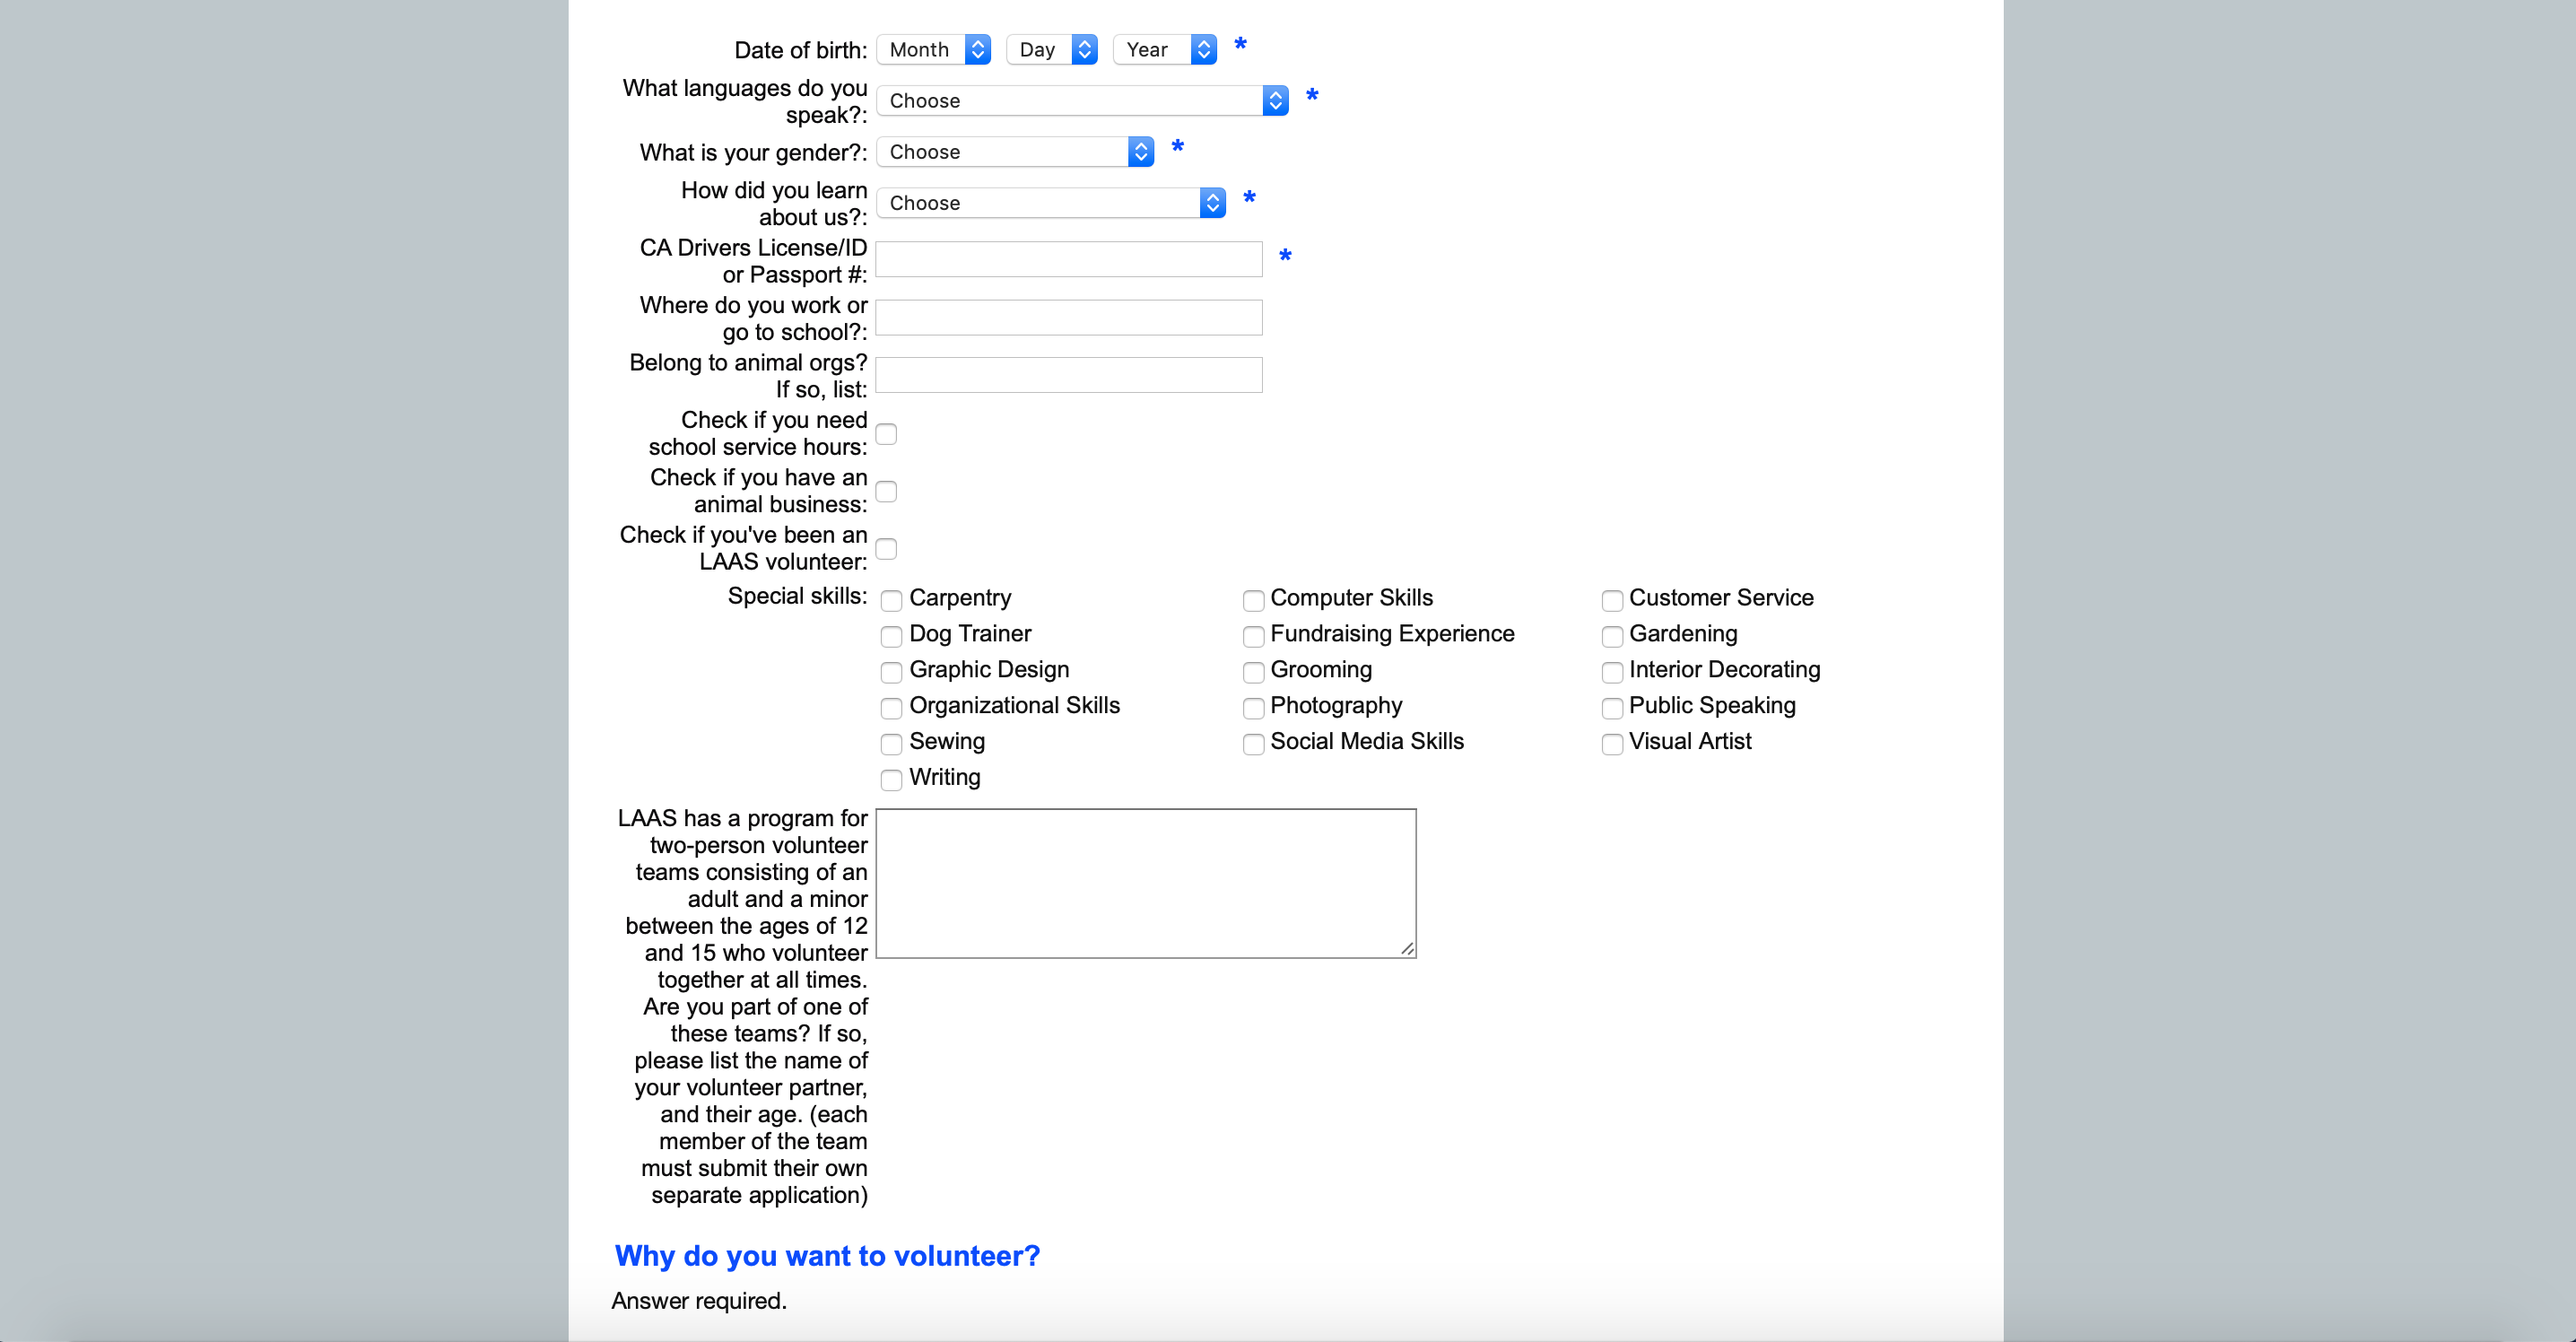 Date of birth: Month Day Year *
What languages do you
speak?: Choose *
What is your gender?: Choose *
How did you learn
about us?: Choose *
CA Drivers License/ID
or Passport #: *
Where do you work or
go to school?:
Belong to animal orgs?
If so, list:
Check if you need
school service hours:
Check if you have an
animal business:
Check if you've been an
LAAS volunteer:
Special skills: Carpentry Computer Skills Customer Service
Dog Trainer Fundraising Experience Gardening
Graphic Design Grooming Interior Decorating
Organizational Skills Photography Public Speaking
Sewing Social Media Skills Visual Artist
Writing
LAAS has a program for
two-person volunteer
teams consisting of an
adult and a minor
between the ages of 12
and 15 who volunteer
together at all times.
Are you part of one of
these teams? If so,
please list the name of
your volunteer partner,
and their age. (each
member of the team
must submit their own
separate application)
Why do you want to volunteer?
Answer required.